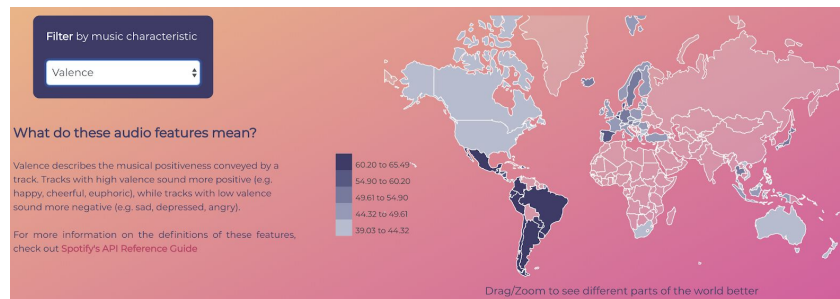 Filter by music characteristic
Valence
What do these audio features mean?
Valence describes the musical positiveness conveyed by a
track. Tracks with high valence sound more positive (e.g.
happy, cheerful, euphoric), while tracks with low valence
sound more negative (e.g. sad, depressed, angry).
For more information on the definitions of these features,
check out Spotify's API Reference Guide
60.20 to 65.49
54.90 to 60.20
49.61 to 54.90
44.32 to 49.61
39.03 to 44.32
Drag/Zoom to see different parts of the world better